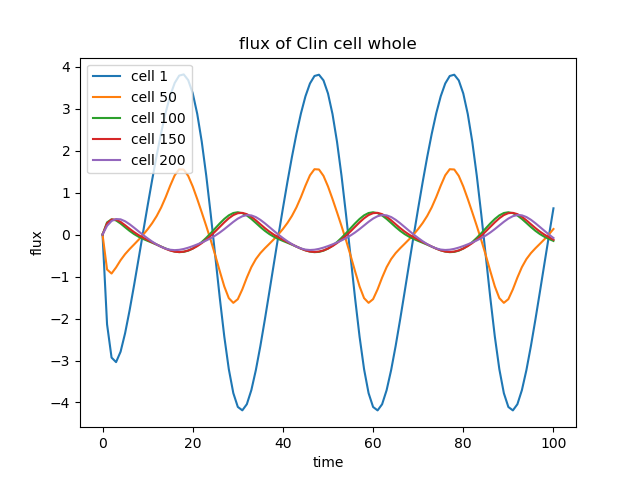 flux of Clin cell whole
cell 1
cell 50
cell 100
cell 150
cell 200
4
3
2
1
0
−1
−2
−3
−4
flux
0 20 40 60 80 100
time